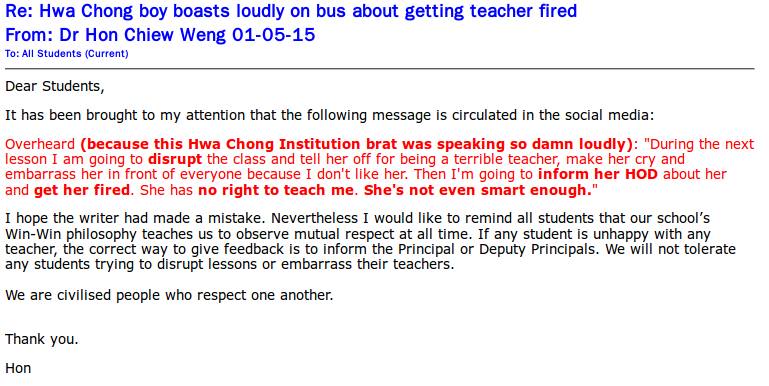 Re: Hwa Chong boy boasts loudly on bus about getting teacher fired
From: Dr Hon Chiew Weng 01-05-15
To: All Students (Current)
Dear Students,
It has been brought to my attention that the following message is circulated in the social media:
Overheard (because this Hwa Chong Institution brat was speaking so damn loudly): "During the next
lesson I am going to disrupt the class and tell her off for being a terrible teacher, make her cry and
embarrass her in front of everyone because I don't like her. Then I'm going to inform her HOD about her
and get her fired. She has no right to teach me. She's not even smart enough."
I hope the writer had made a mistake. Nevertheless I would like to remind all students that our school's
Win-Win philosophy teaches us to observe mutual respect at all time. If any student is unhappy with any
teacher, the correct way to give feedback is to inform the Principal or Deputy Principals. We will not tolerate
any students trying to disrupt lessons or embarrass their teachers.
We are civilised people who respect one another.
Thank you.
Hon